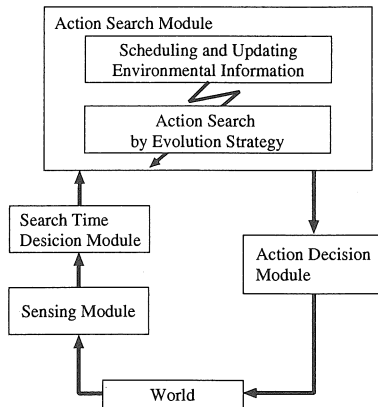 Action Search Module
Scheduling and Updating
Environmental Information
Action Search
by Evolution Strategy
Search Time
Desicion Module
Action Decision
Module
Sensing Module
World